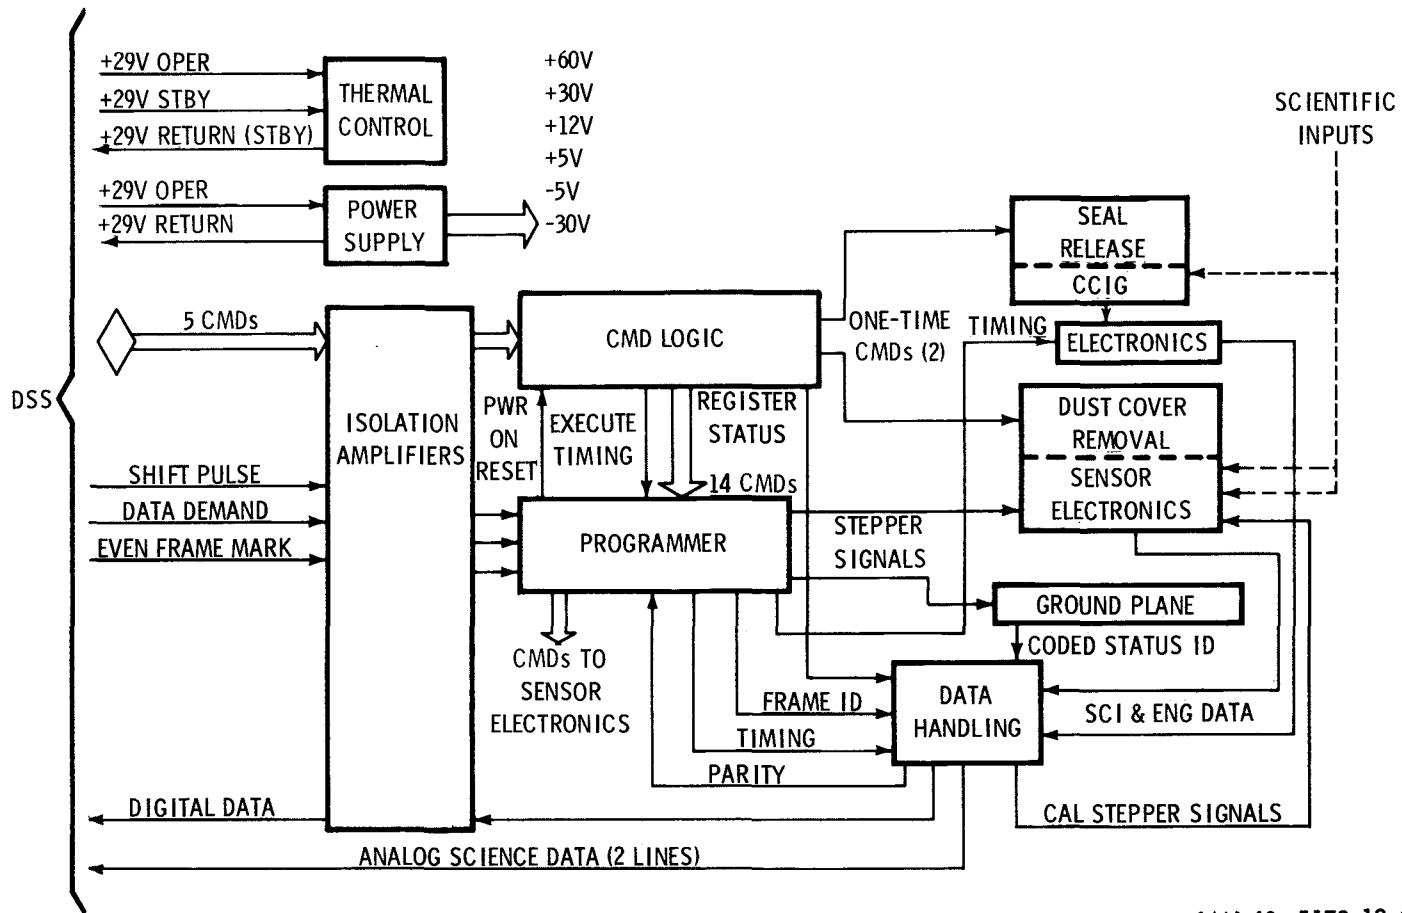 +29V OPER
+29V STBY
+29V RETURN (STBY)
THERMAL
CONTROL
+60V
+30V
+12V
+5V
-5V
-30V
+29V OPER
+29V RETURN
POWER
SUPPLY
SCIENTIFIC
INPUTS
SEAL
RELEASE
CCIG
5 CMDs
CMD LOGIC
ONE-TIME
CMDs (2)
TIMING
ELECTRONICS
DSS
ISOLATION
AMPLIFIERS
PWR
ON
RESET
EXECUTE
TIMING
REGISTER
STATUS
14 CMDs
DUST COVER
REMOVAL
SENSOR
ELECTRONICS
SHIFT PULSE
DATA DEMAND
EVEN FRAME MARK
PROGRAMMER
STEPPER
SIGNALS
GROUND PLANE
CODED STATUS ID
CMDs TO
SENSOR
ELECTRONICS
FRAME ID
TIMING
PARITY
DATA
HANDLING
SCI & ENG DATA
DIGITAL DATA
CAL STEPPER SIGNALS
ANALOG SCIENCE DATA (2 LINES)